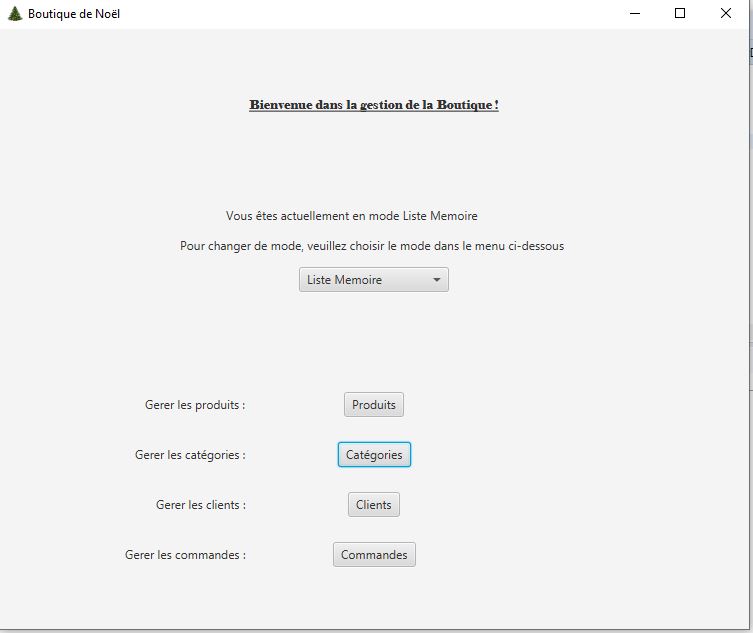 Boutique de Noël
Bienvenue dans la gestion de la Boutique !
Vous êtes actuellement en mode Liste Memoire
Pour changer de mode, veuillez choisir le mode dans le menu ci-dessous
Liste Memoire
Gerer les produits : Produits
Gerer les catégories : Catégories
Gerer les clients : Clients
Gerer les commandes : Commandes